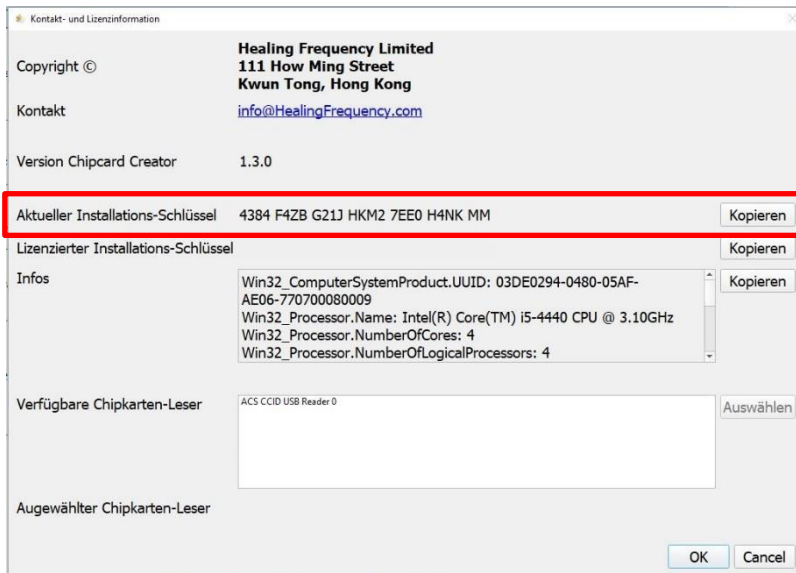 Kontakt- und Lizenzinformation
Copyright ©
Healing Frequency Limited
111 How Ming Street
Kwun Tong, Hong Kong
Kontakt
info@HealingFrequency.com
Version Chipcard Creator 1.3.0
Aktueller Installations-Schlüssel 4384 F4ZB G21J HKM2 7EE0 H4NK MM Kopieren
Lizenzierter Installations-Schlüssel Kopieren
Infos
Win32_ComputerSystemProduct.UUID: 03DE0294-0480-05AF-
AE06-770700080009
Win32_Processor.Name: Intel(R) Core(TM) i5-4440 CPU @ 3.10GHz
Win32_Processor.NumberOfCores: 4
Win32_Processor.NumberOfLogicalProcessors: 4
Kopieren
Verfügbare Chipkarten-Leser
ACS CCID USB Reader 0
Auswählen
Augewählter Chipkarten-Leser
OK Cancel